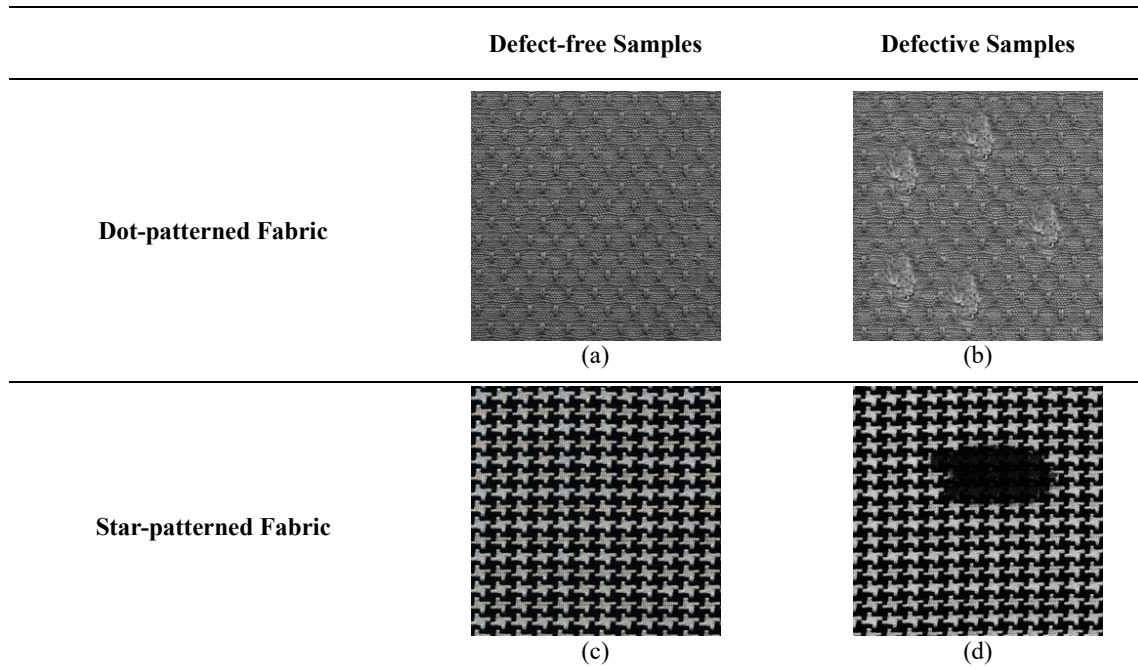 Defect-free Samples Defective Samples
Dot-patterned Fabric
(a) (b)
Star-patterned Fabric
(c) (d)